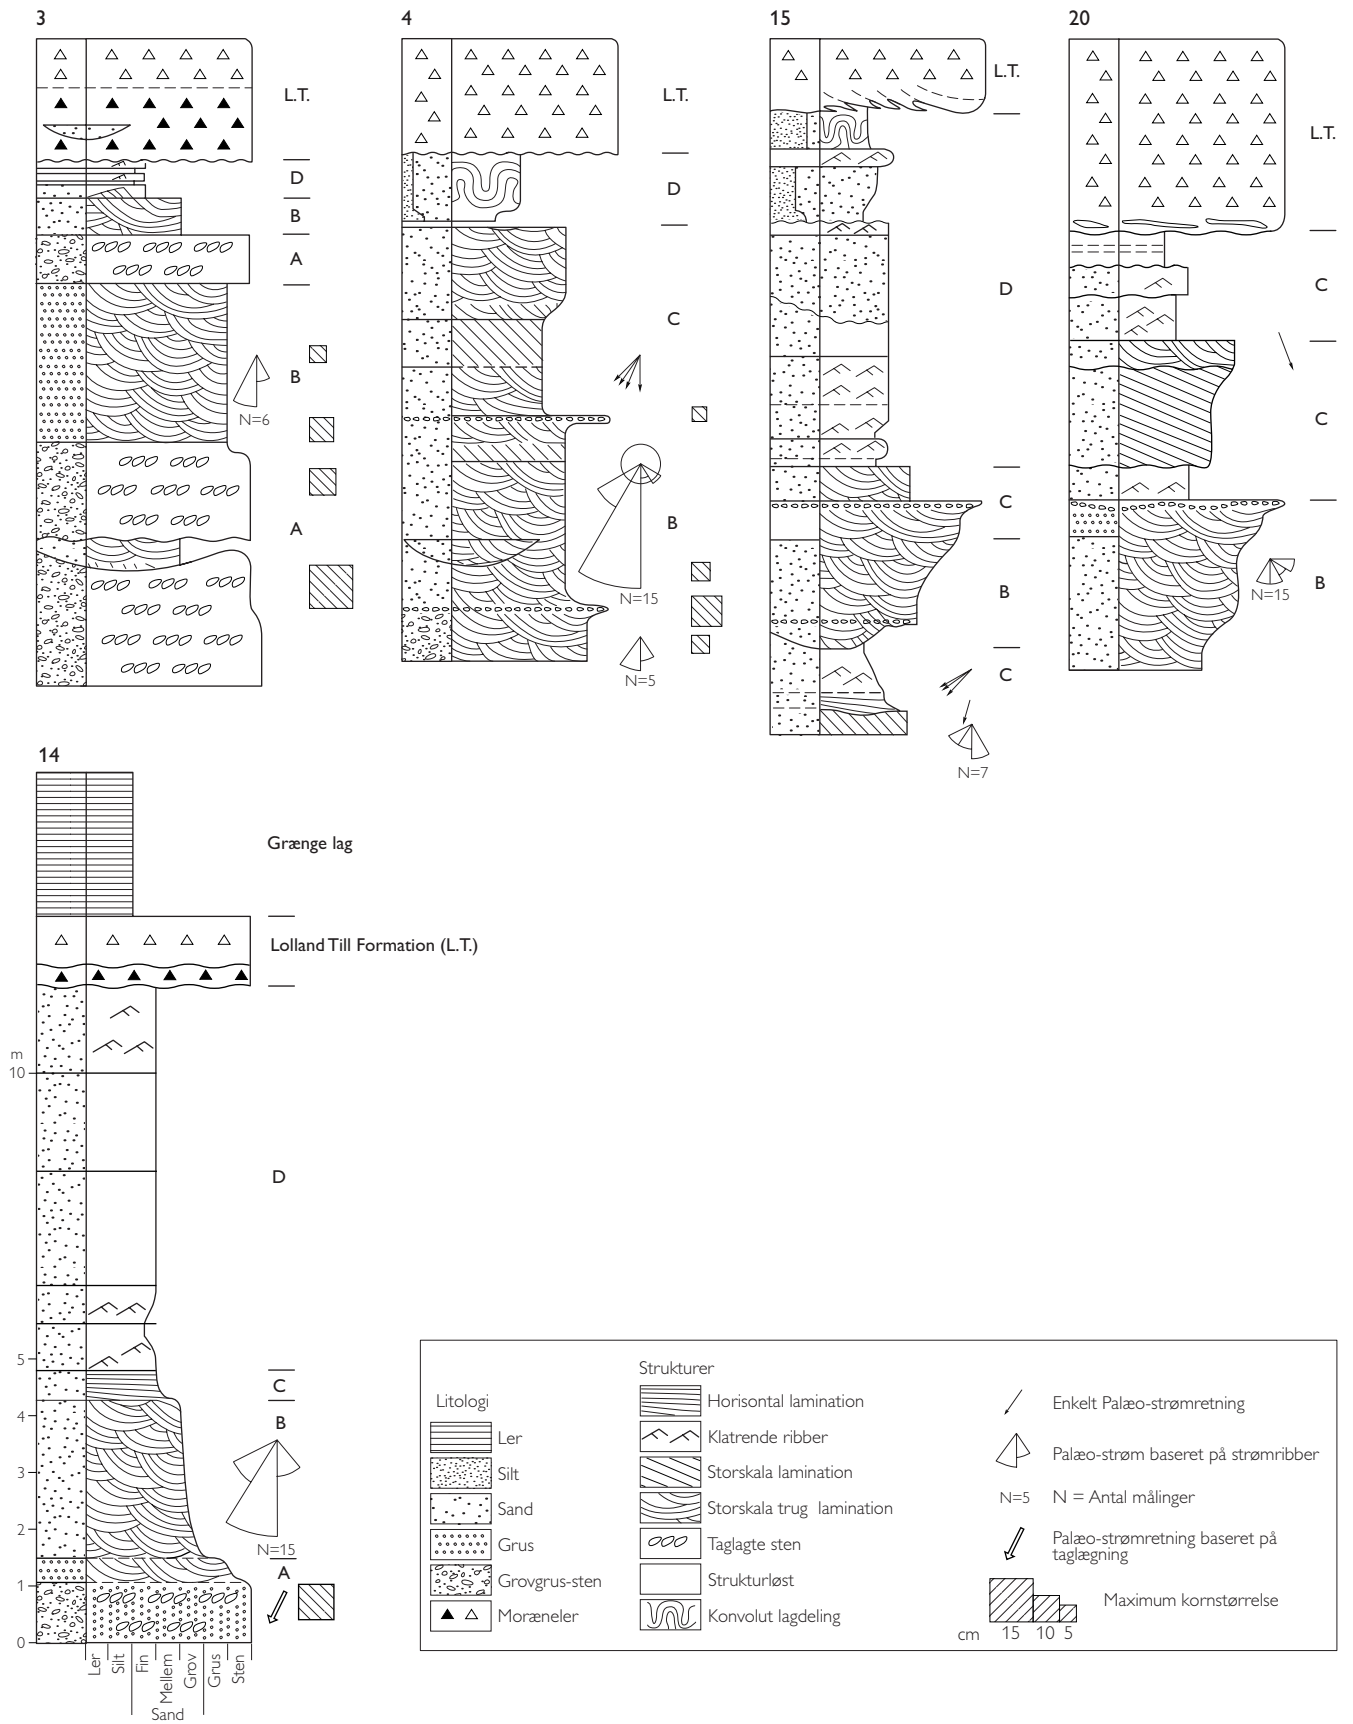 3
L.T.
D
B
A
B
N=6
A
4
L.T.
D
C
B
N=15
N=5
15
L.T.
D
C
B
C
N=7
20
L.T.
C
C
B
N=15
14
Grænge lag
Lolland Till Formation (L.T.)
m
10
D
5
C
4
B
3
2
N=15
A
1
0
Ler
Silt
Fin
Mellem
Grov
Grus
Sten
Sand
Litologi
Ler
Silt
Sand
Grus
Grovgrus-sten
Moræneler
Strukturer
Horisontal lamination
Klatrende ribber
Storskala lamination
Storskala trug lamination
Taglagte sten
Strukturløst
Konvolut lagdeling
Enkelt Palæo-strømretning
Palæo-strøm baseret på strømribber
N=5 N = Antal målinger
Palæo-strømretning baseret på
taglægning
Maximum kornstørrelse
cm 15 10 5